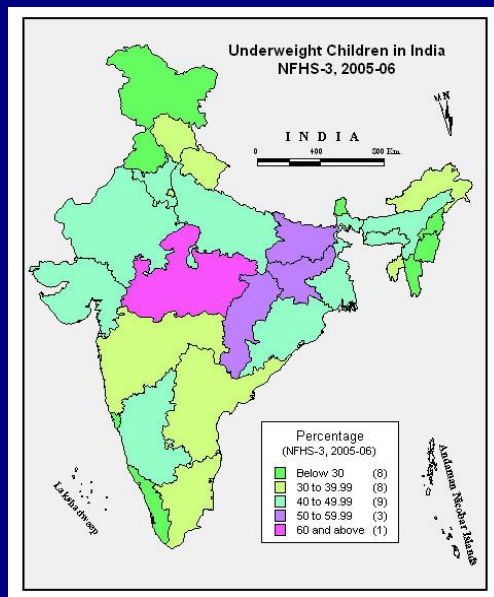 Underweight Children in India
NFHS-3, 2005-06
N
I N D I A
0 400 800 Km.
Percentage
(NFHS-3, 2005-06)
Below 30 (8)
30 to 39.99 (8)
40 to 49.99 (9)
50 to 59.99 (3)
60 and above (1)
Lakshadweep
Andaman Nicobar Islands